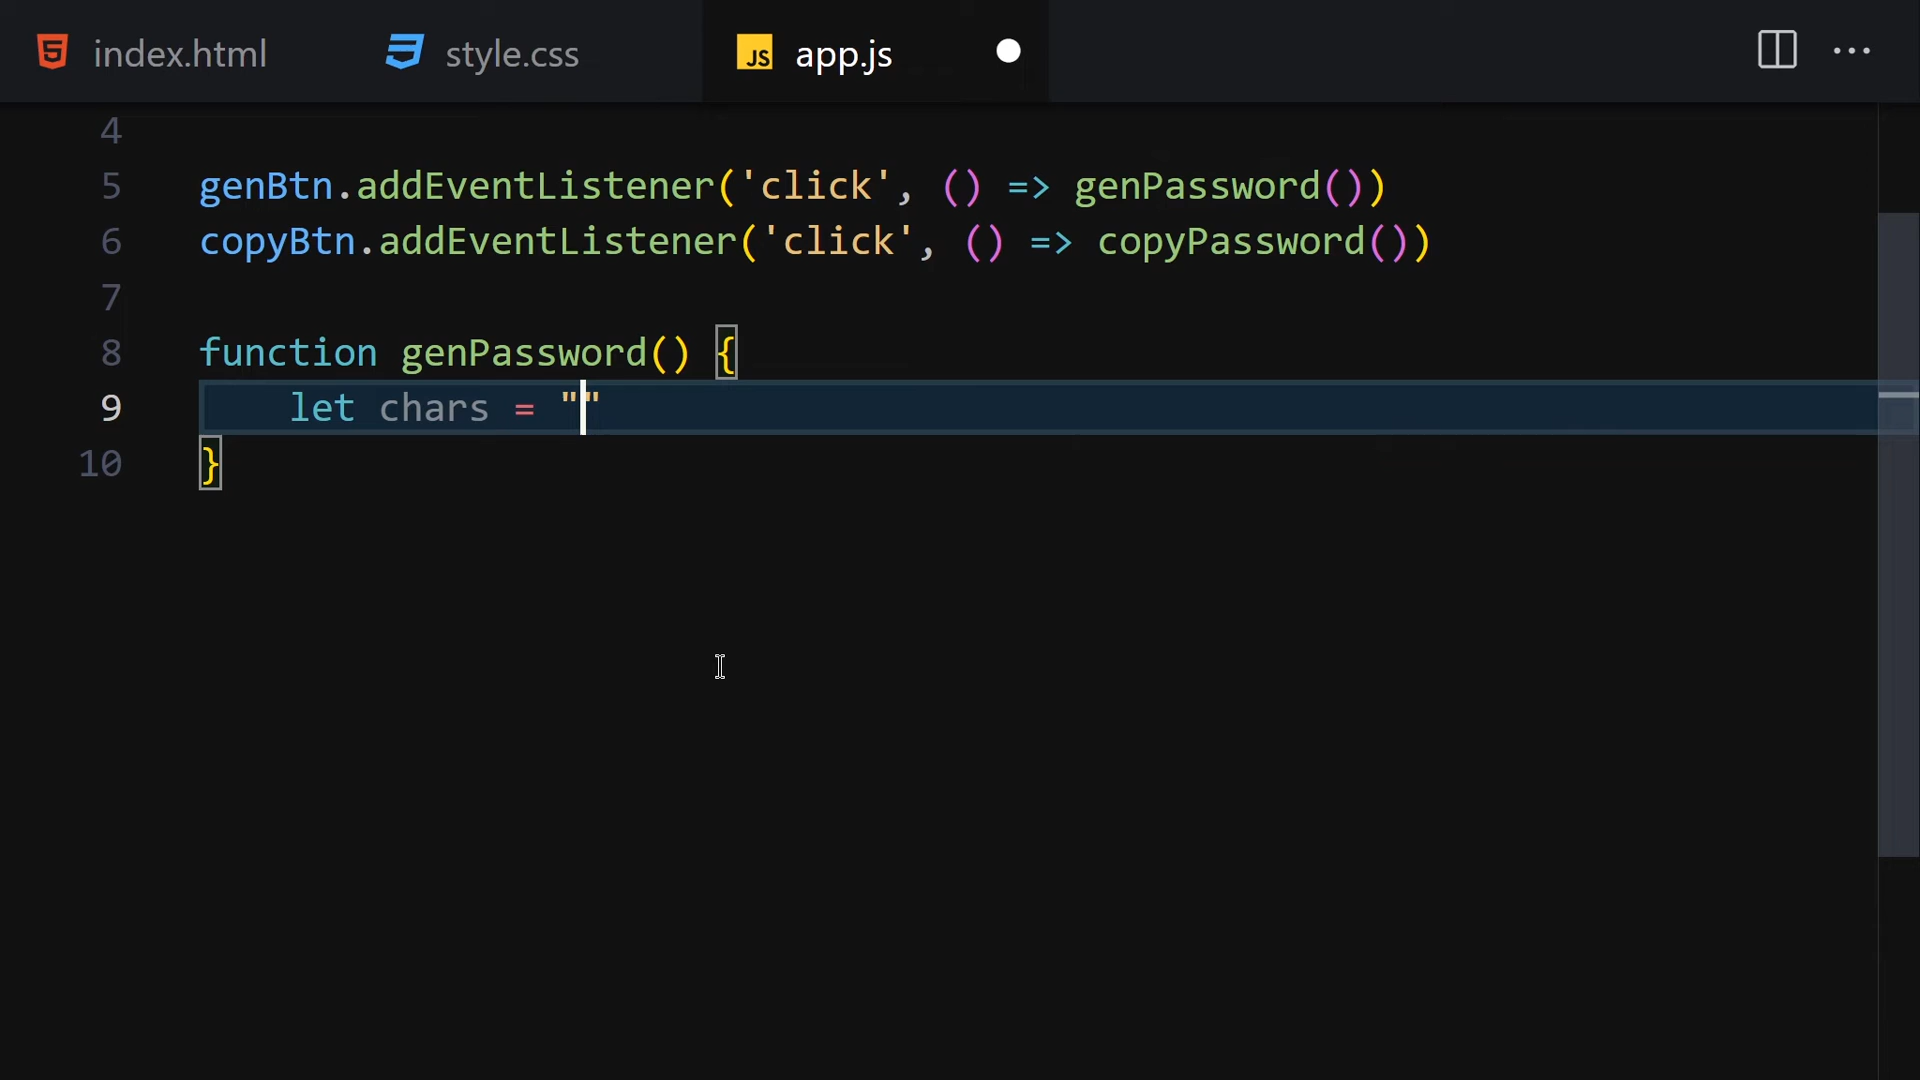 index.html style.css JS app.js
4
5 genBtn.addEventListener('click', () => genPassword())
6 copyBtn.addEventListener('click', () => copyPassword())
7
8 function genPassword() {
9 let chars = ""
10 }